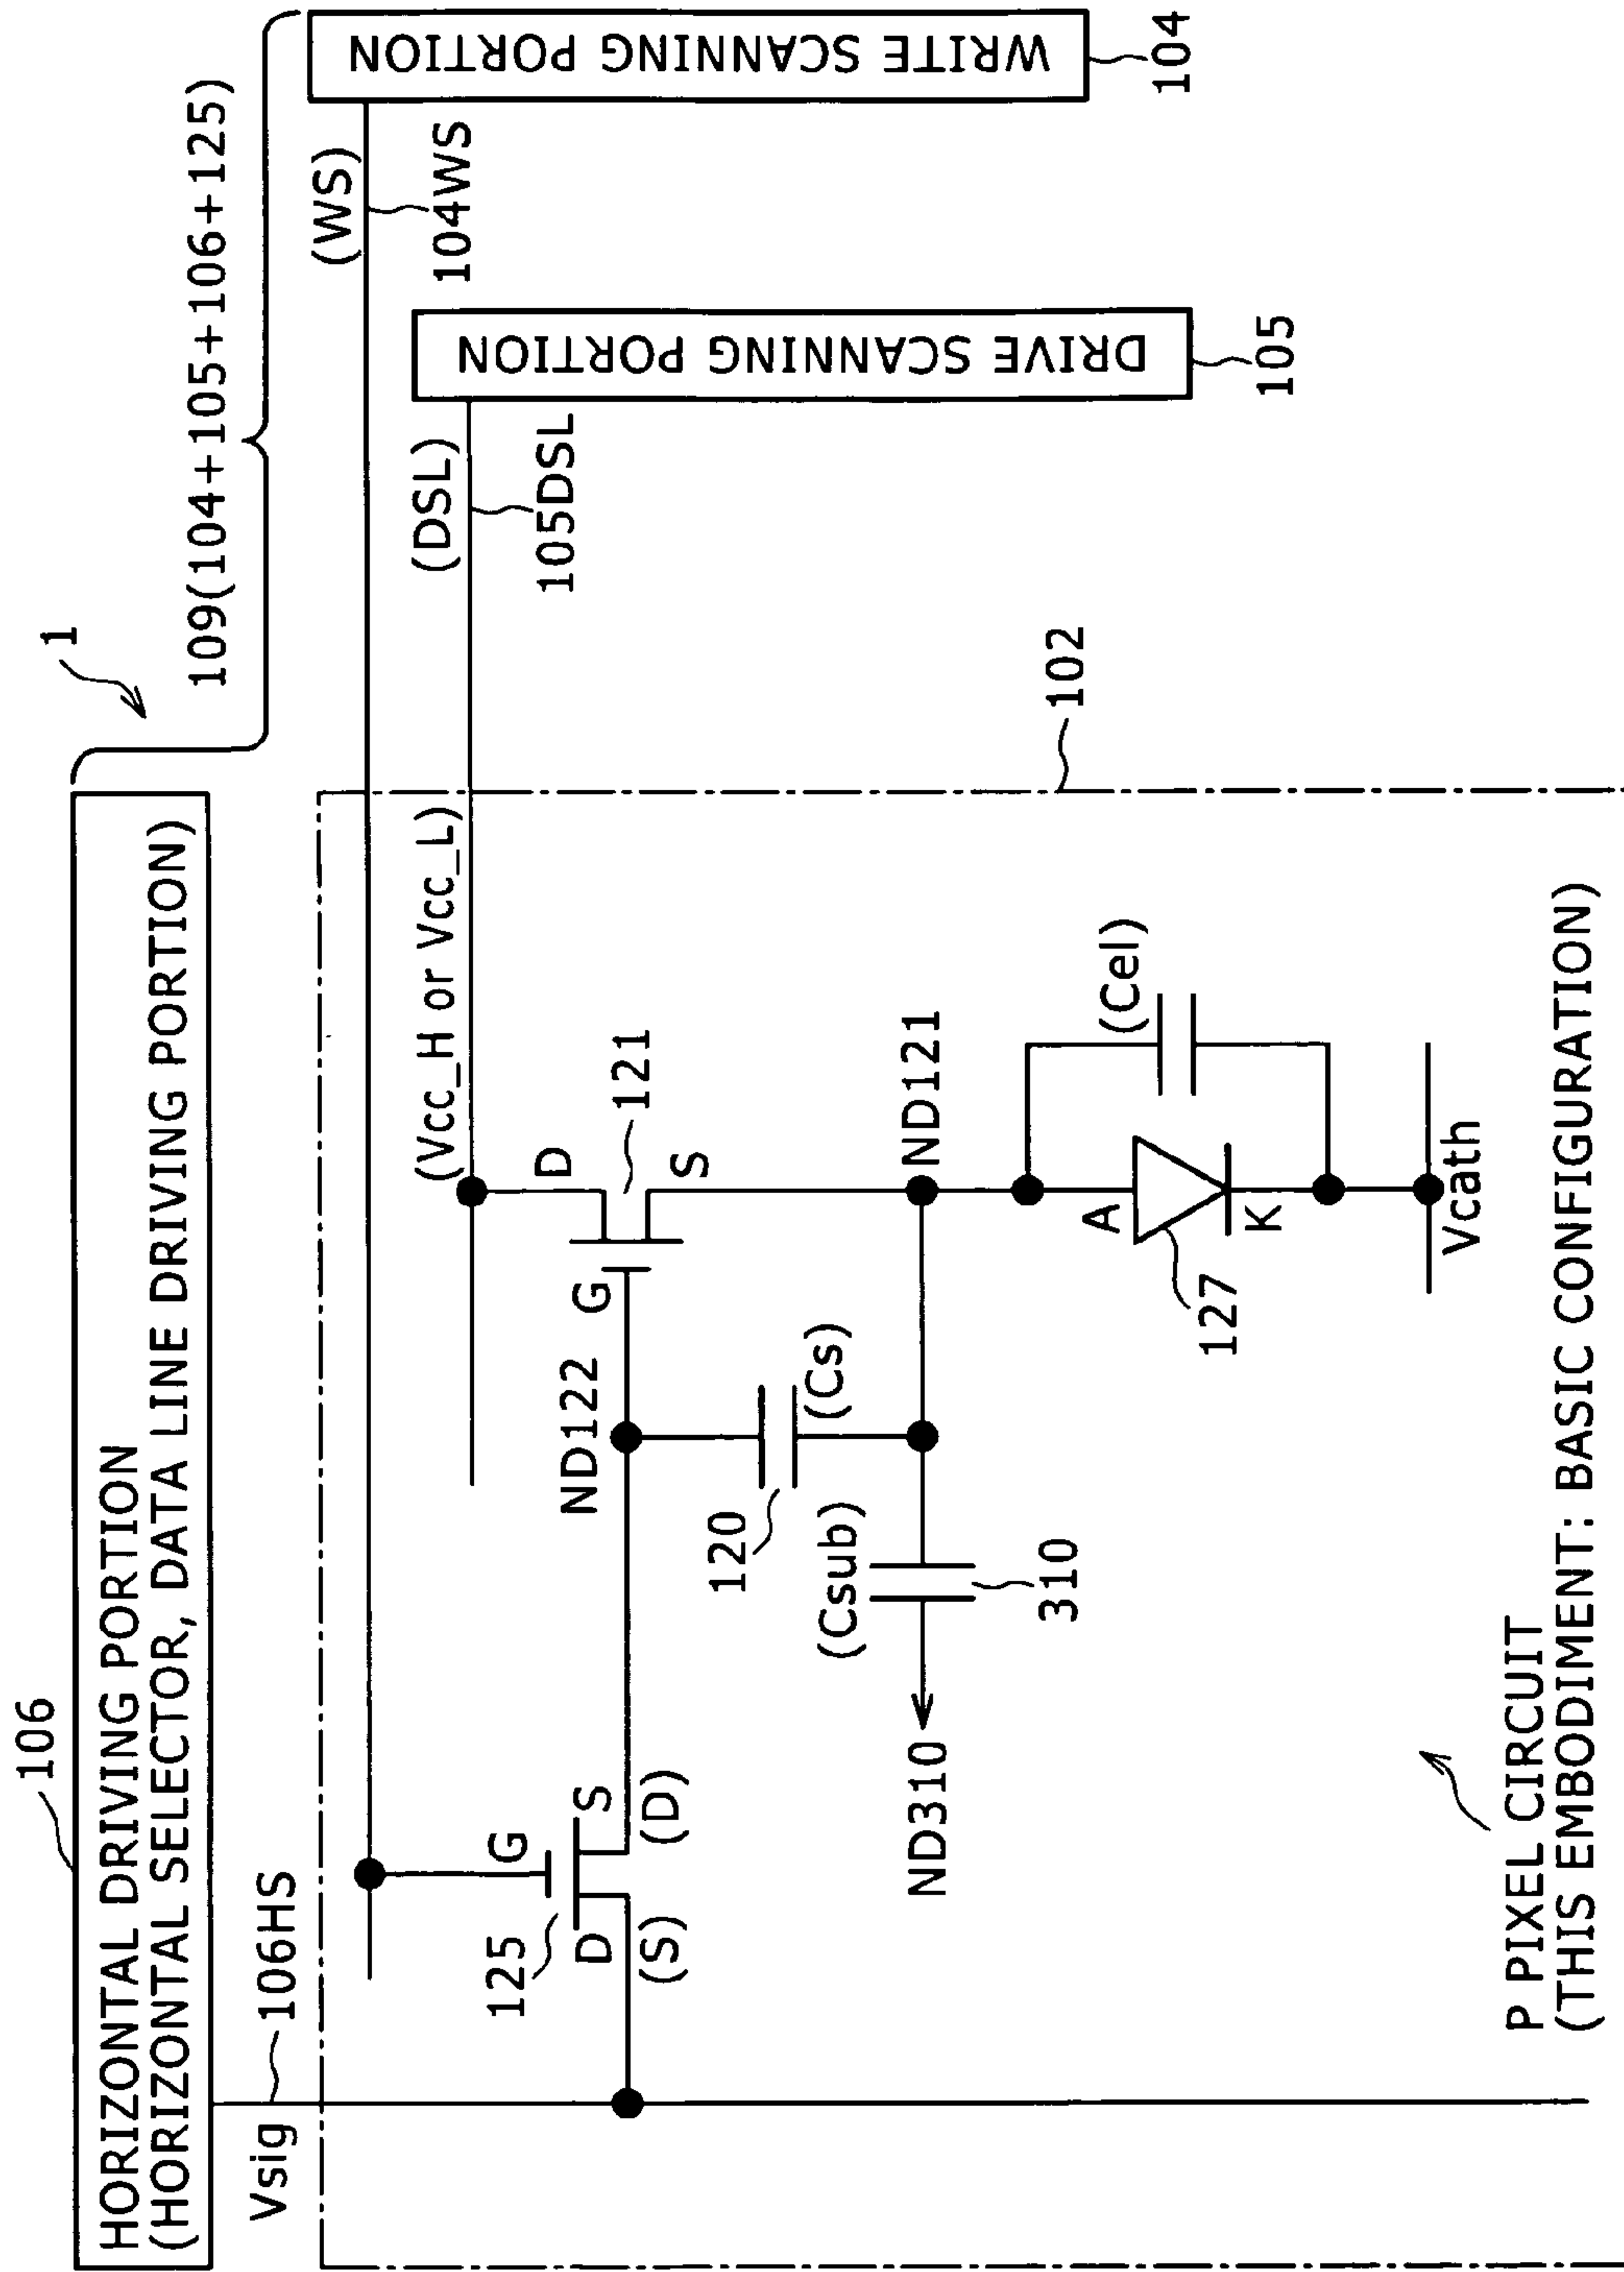 1
106
109(104+105+106+125)
HORIZONTAL DRIVING PORTION
(HORIZONTAL SELECTOR, DATA LINE DRIVING PORTION)
Vsig
106HS
(WS)
104WS
WRITE SCANNING PORTION
104
(Vcc_H or Vcc_L)
(DSL)
105DSL
DRIVE SCANNING PORTION
105
102
125
G
D
S
(S)
(D)
ND122
G
D
121
S
120
(Cs)
(Csub)
310
ND310
ND121
A
127
K
(Cel)
Vcath
P PIXEL CIRCUIT
(THIS EMBODIMENT: BASIC CONFIGURATION)